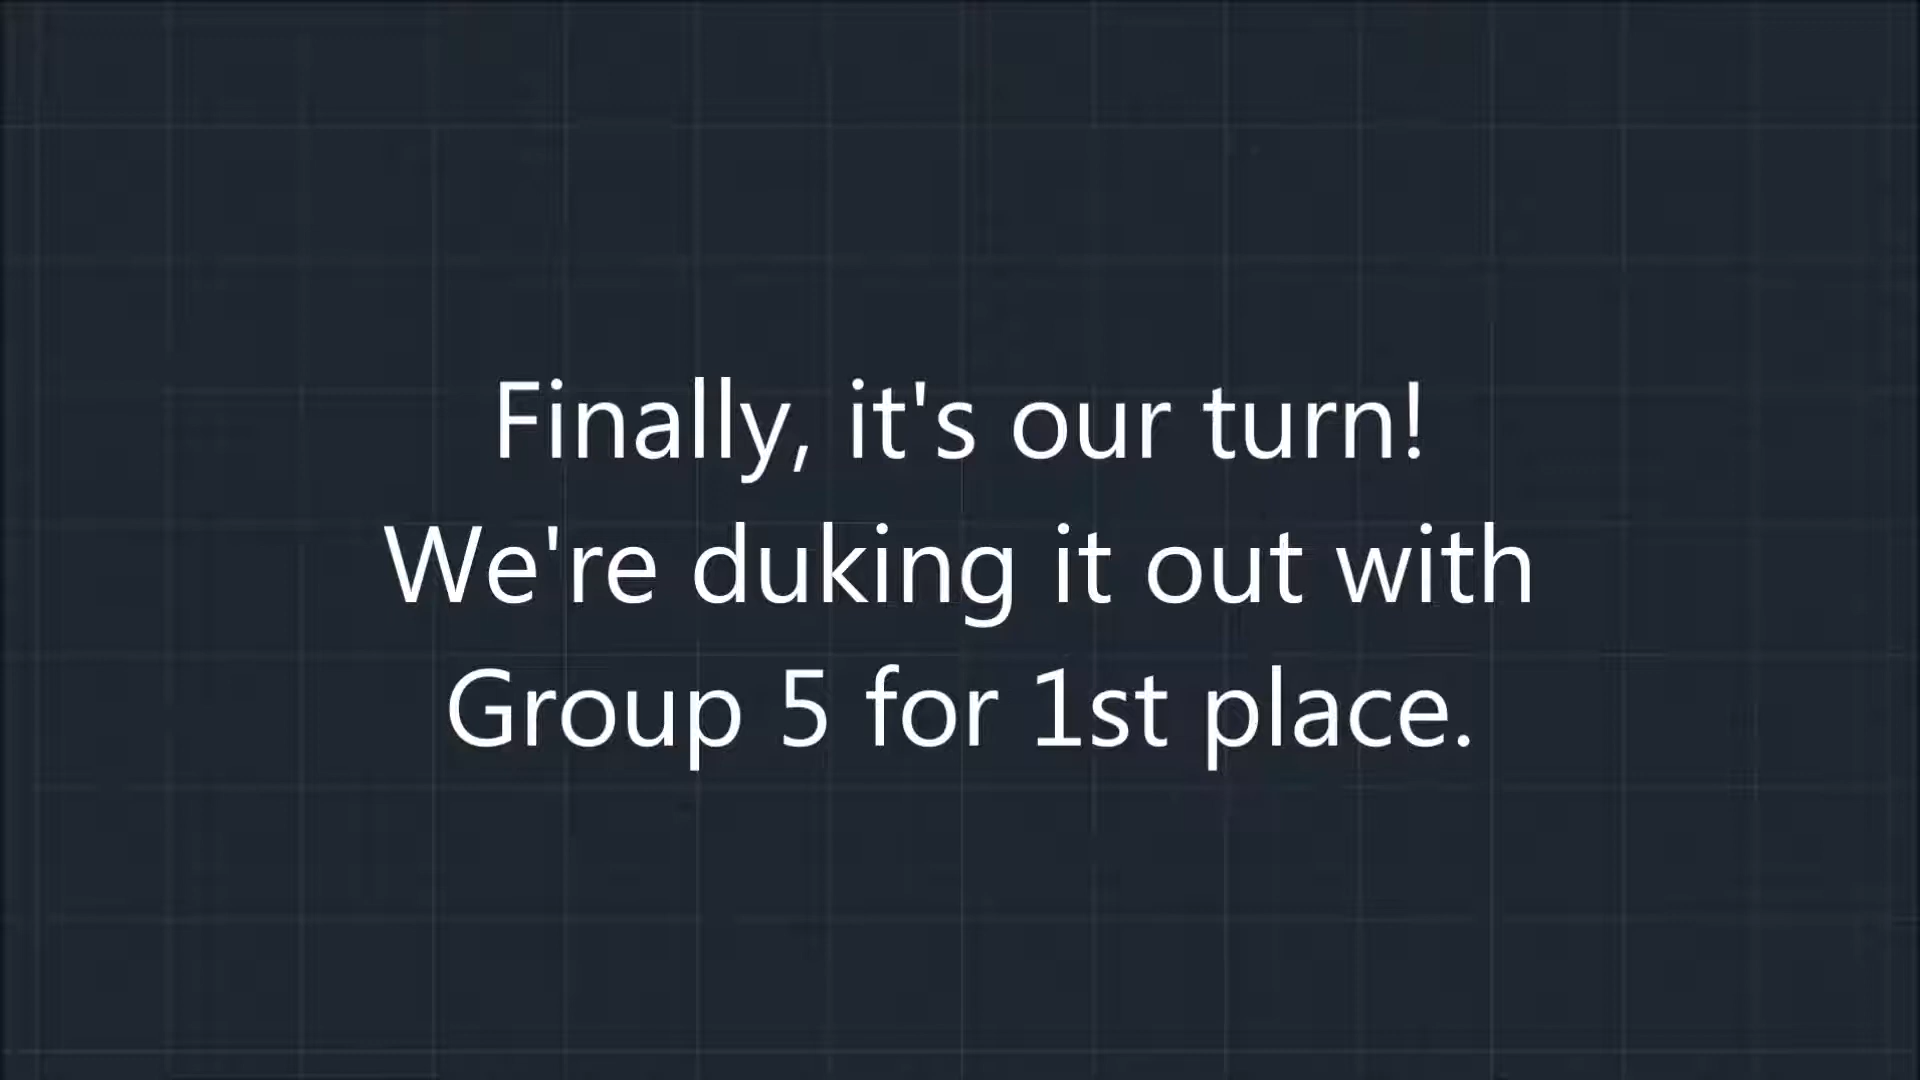 Finally, it's our turn!
We're duking it out with
Group 5 for 1st place.